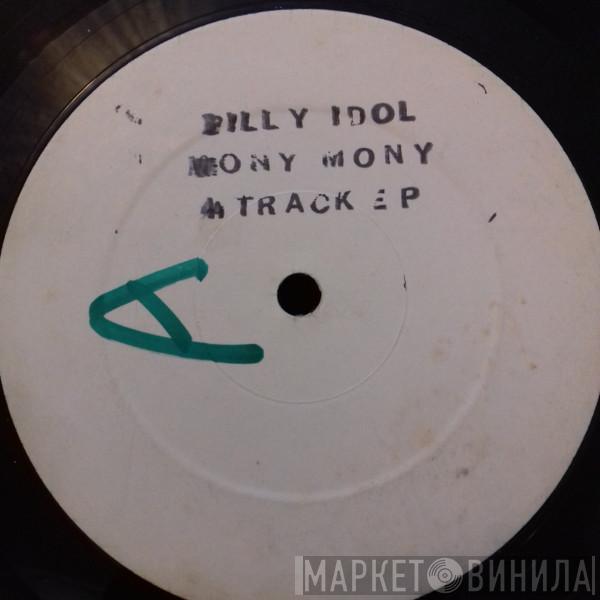 BILLY IDOL
MONY MONY
4 TRACK EP
A
МАРКЕТ ВИНИЛА